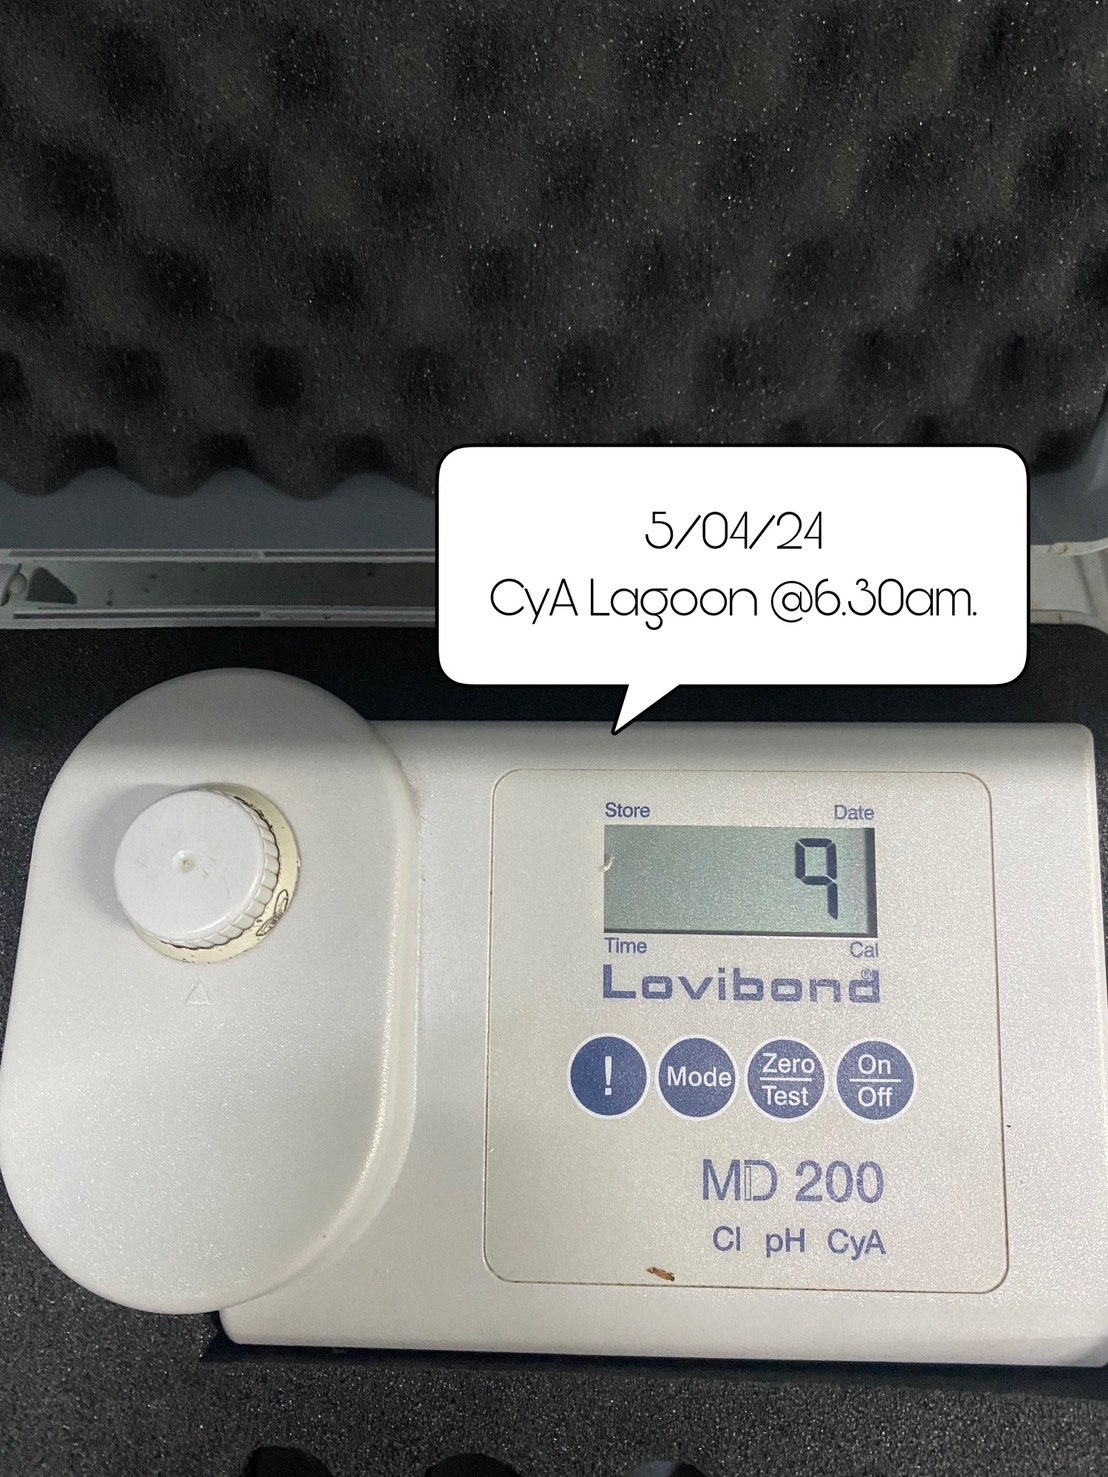 5/04/24
CyA Lagoon @6.30am.
Store Date
9
Time Cal
Lovibond®
! Mode Zero Test On Off
MD 200
Cl pH CyA